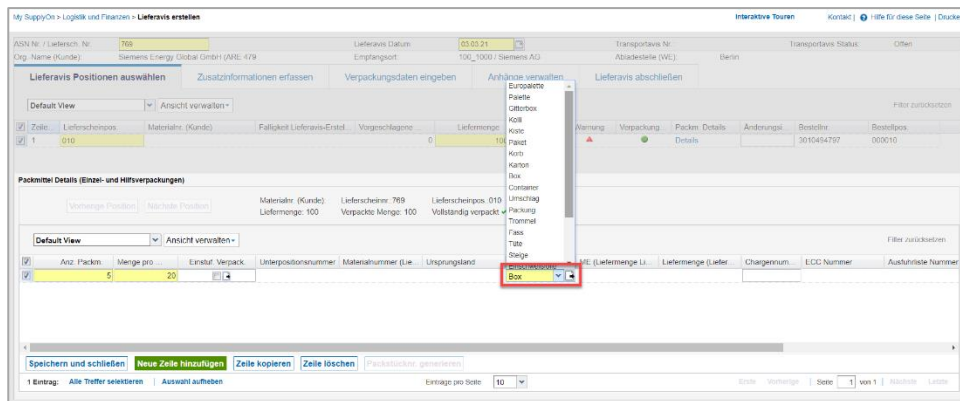 My SupplyOn > Logistik und Finanzen > Lieferavis erstellen
Interaktive Touren Kontakt | Hilfe für diese Seite | Drucke
ASN Nr. / Liefersch. Nr. 769 Lieferavis Datum 03.03.21 Transportavis Nr. Transportavis Status: Offen
Org. Name (Kunde): Siemens Energy Global GmbH (ARE 479 Empfangsort: 100_1000 / Siemens AG Abladestelle (WE): Berlin
Lieferavis Positionen auswählen Zusatzinformationen erfassen Verpackungsdaten eingeben Anhänge verwalten Lieferavis abschließen
Default View Ansicht verwalten Filter zurücksetzen
Zeile... Lieferscheinpos. Materialnr. (Kunde) Fälligkeit Lieferavis-Erstel... Vorgeschlagene ... Liefermenge Warnung Verpackung Packm. Details Änderungsi... Bestellnr. Bestellpos.
1 010 0 Details 3010494797 000010
Europalette
Palette
Gitterbox
Kolli
Kiste
Paket
Korb
Karton
Box
Container
Umschlag
Packung
Trommel
Fass
Tüte
Steige
Packmittel Details (Einzel- und Hilfsverpackungen)
Vorherige Position Nächste Position
Materialnr. (Kunde): Lieferscheinnr. 769 Lieferscheinpos. 010
Liefermenge: 100 Verpackte Menge: 100 Vollständig verpackt
Default View Ansicht verwalten Filter zurücksetzen
Anz. Packm. Menge pro ... Einstuf. Verpack. Unterpositionsnummer Materialnummer (Lie... Ursprungsland ME (Liefermenge Li... Liefermenge (Liefer... Chargennum... ECC Nummer Ausfuhrliste Nummer
5 20 Box
Speichern und schließen Neue Zeile hinzufügen Zeile kopieren Zeile löschen Packstücknr. generieren
1 Eintrag: Alle Treffer selektieren | Auswahl aufheben Einträge pro Seite 10 Erste Vorherige | Seite 1 von 1 | Nächste Letzte